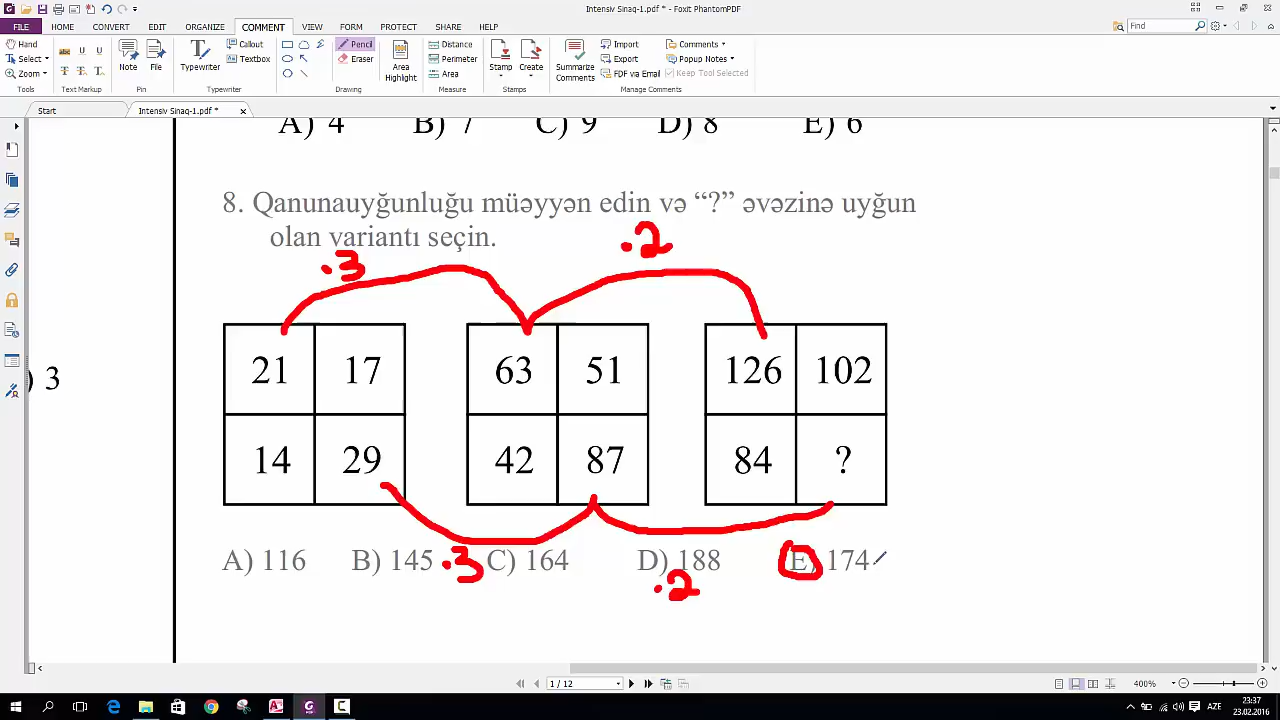 Intensiv Sinaq-1.pdf * - Foxit PhantomPDF
FILE HOME CONVERT EDIT ORGANIZE COMMENT VIEW FORM PROTECT SHARE HELP
Find
Hand
Select
Zoom
Tools
Text Markup
Note
File
Pin
Typewriter
Callout
Textbox
Typewriter
Pencil
Eraser
Area Highlight
Drawing
Distance
Perimeter
Area
Measure
Stamp
Create
Stamps
Summarize Comments
Import
Export
FDF və Email
Comments
Popup Notes
Keep Tool Selected
Manage Comments
Start
Intensiv Sinaq-1.pdf *
A) 4 B) 7 C) 9 D) 8 E) 6
8. Qanunauyğunluğu müəyyən edin və “?” əvəzinə uyğun
olan variantı seçin.
.3 .2
21 17 63 51 126 102
) 3
14 29 42 87 84 ?
A) 116 B) 145 .3 C) 164 D) 188 E) 174
.2
1 / 12
400%
AZE
23:37
23.02.2016